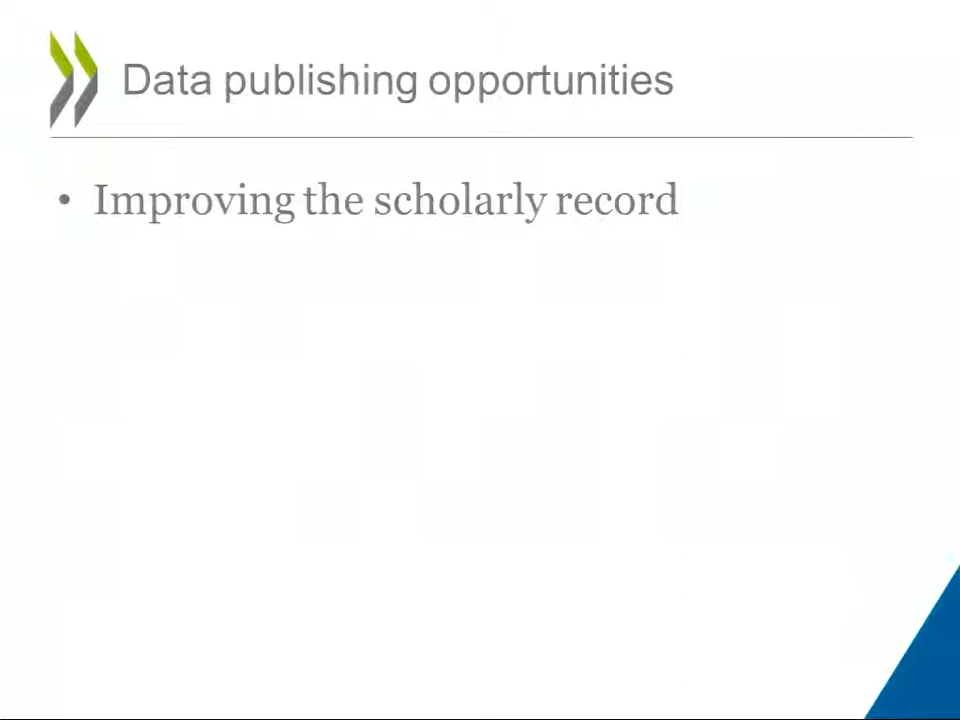 Data publishing opportunities
• Improving the scholarly record